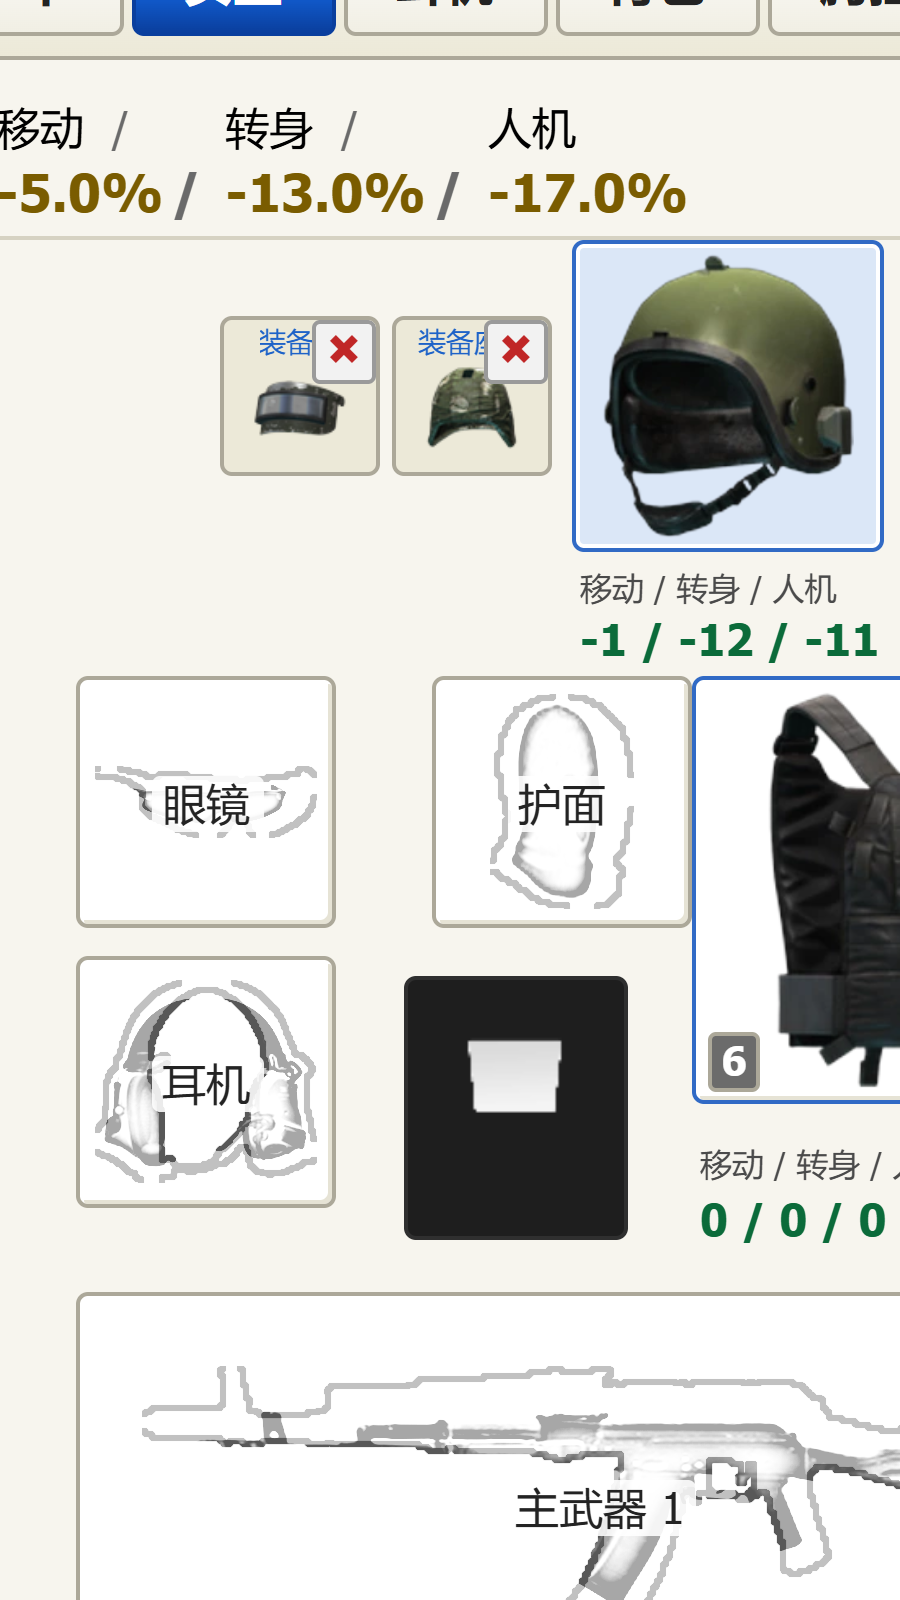 移动 / 转身 / 人机
-5.0% / -13.0% / -17.0%
装备
装备
移动 / 转身 / 人机
-1 / -12 / -11
眼镜
护面
耳机
6
移动 / 转身 /
0 / 0 / 0
主武器 1